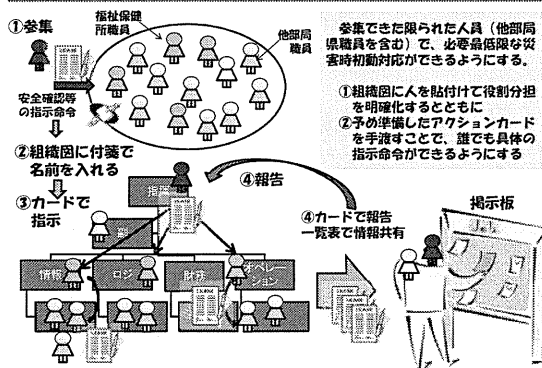 ①参集
福祉保健
所職員
他部局
職員
安全確認等
の指示命令
参集できた限られた人員（他部局
県職員を含む）で、必要最低限な災
害時初動対応ができるようにする。
①組織図に人を貼付けて役割分担
を明確化するとともに
②予め準備したアクションカード
を手渡すことで、誰でも具体の
指示命令ができるようにする
②組織図に付箋で
名前を入れる
③カードで
指示
④報告
④カードで報告
一覧表で情報共有
掲示板
情報
ロジ
財務
オペレー
ション